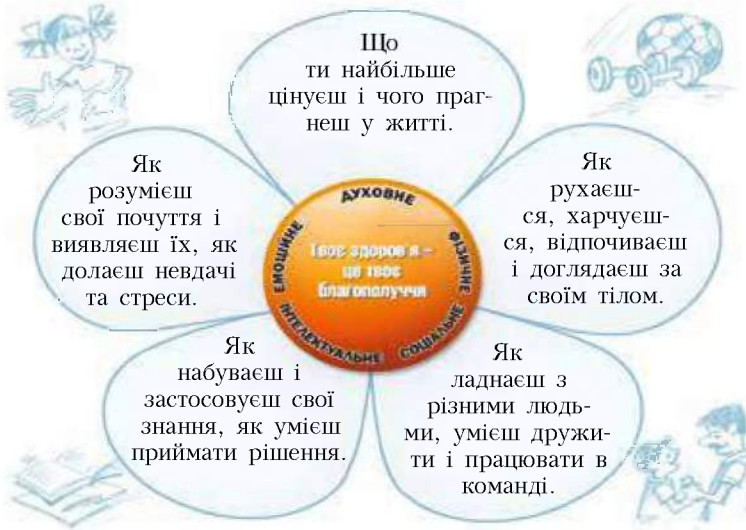 Що
ти найбільше
цінуєш і чого праг-
неш у житті.
Як
розумієш
свої почуття і
виявляєш їх, як
долаєш невдачі
та стреси.
Як
рухаєш-
ся, харчуєш-
ся, відпочиваєш
і доглядаєш за
своїм тілом.
ДУХОВНЕ
ЕМОЦІЙНЕ
ФІЗИЧНЕ
Твоє здоров'я –
це твоє
благополуччя
ІНТЕЛЕКТУАЛЬНЕ
СОЦІАЛЬНЕ
Як
набуваєш і
застосовуєш свої
знання, як умієш
приймати рішення.
Як
ладнаєш з
різними людь-
ми, умієш дружи-
ти і працювати в
команді.